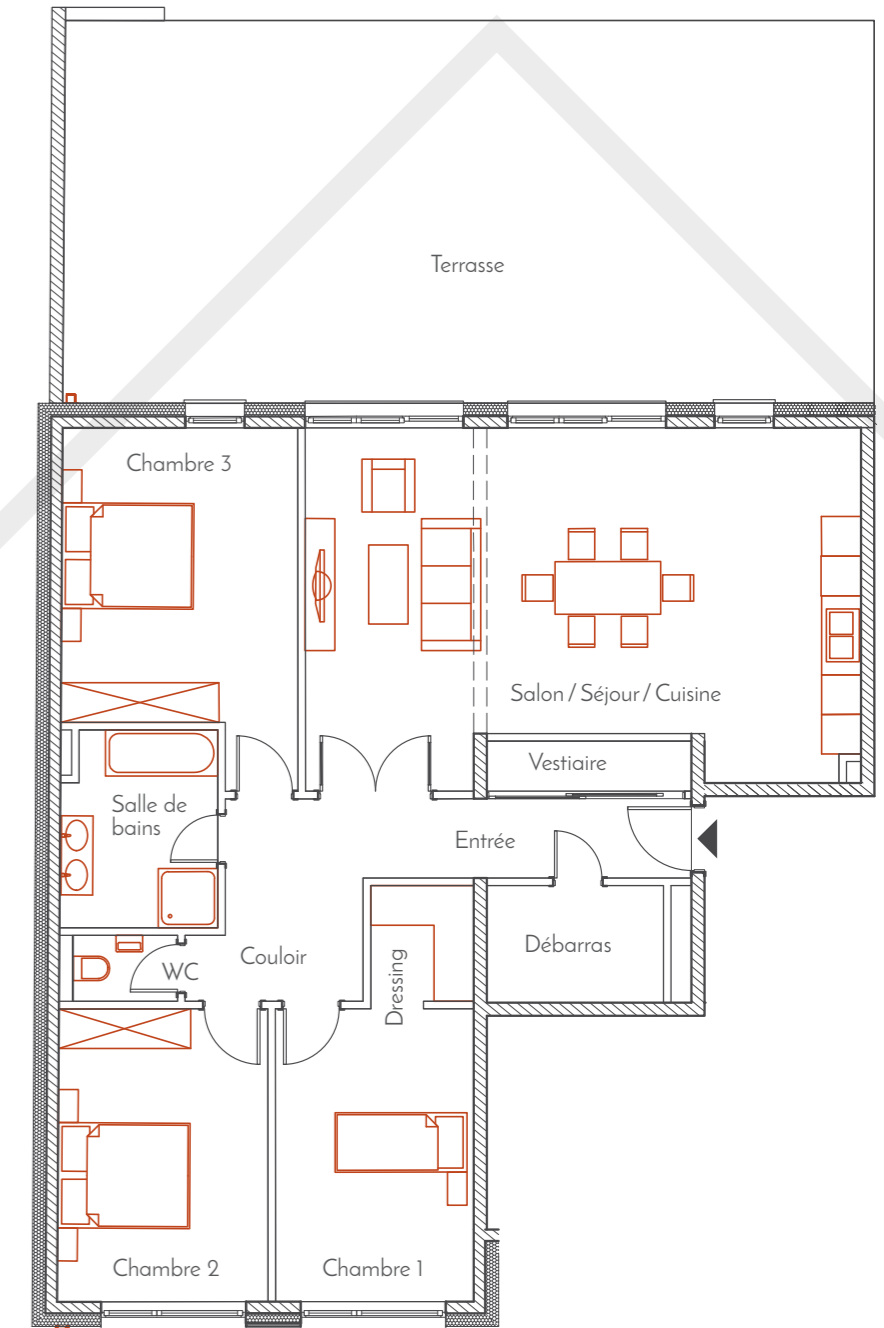 Terrasse
Chambre 3
Salon / Séjour / Cuisine
Vestiaire
Salle de
bains
Entrée
Débarras
Couloir
WC
Dressing
Chambre 2
Chambre 1